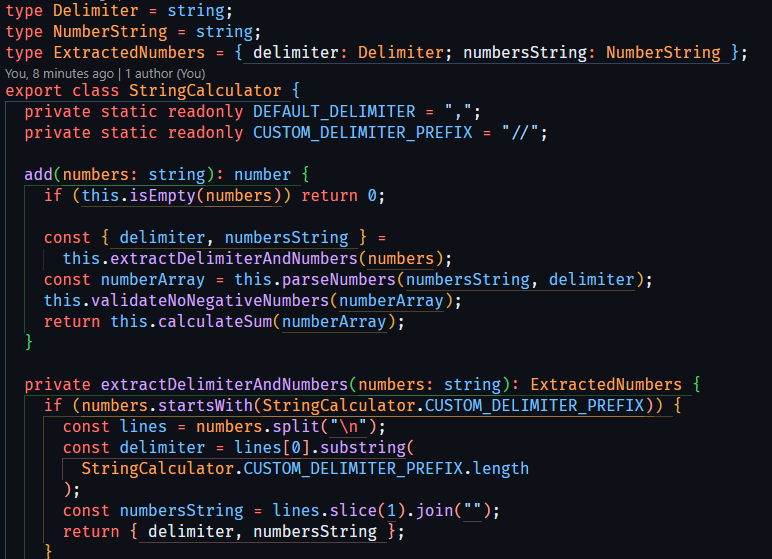 type Delimiter = string;
type NumberString = string;
type ExtractedNumbers = { delimiter: Delimiter; numbersString: NumberString };
You, 8 minutes ago | 1 author (You)
export class StringCalculator {
  private static readonly DEFAULT_DELIMITER = ",";
  private static readonly CUSTOM_DELIMITER_PREFIX = "//";

  add(numbers: string): number {
    if (this.isEmpty(numbers)) return 0;

    const { delimiter, numbersString } =
      this.extractDelimiterAndNumbers(numbers);
    const numberArray = this.parseNumbers(numbersString, delimiter);
    this.validateNoNegativeNumbers(numberArray);
    return this.calculateSum(numberArray);
  }

  private extractDelimiterAndNumbers(numbers: string): ExtractedNumbers {
    if (numbers.startsWith(StringCalculator.CUSTOM_DELIMITER_PREFIX)) {
      const lines = numbers.split("\n");
      const delimiter = lines[0].substring(
        StringCalculator.CUSTOM_DELIMITER_PREFIX.length
      );
      const numbersString = lines.slice(1).join("");
      return { delimiter, numbersString };
    }